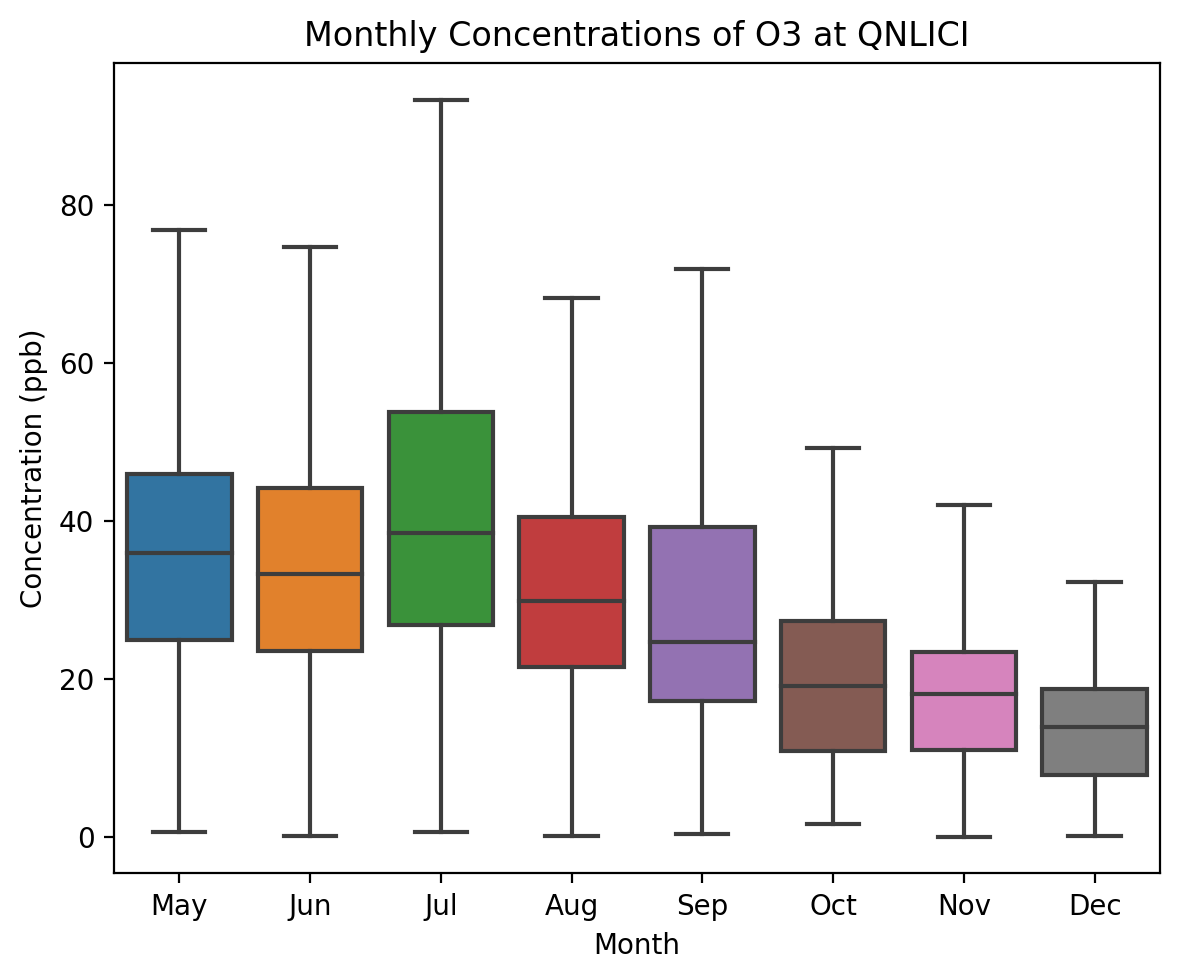 Monthly Concentrations of O3 at QNLICI
Concentration (ppb)
80
60
40
20
0
May Jun Jul Aug Sep Oct Nov Dec
Month